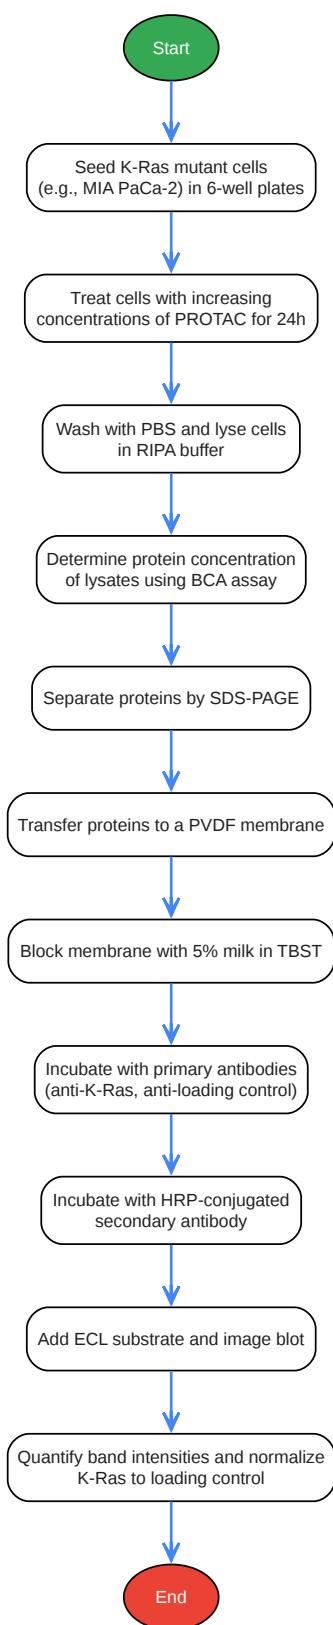 Start
Seed K-Ras mutant cells
(e.g., MIA PaCa-2) in 6-well plates
Treat cells with increasing
concentrations of PROTAC for 24h
Wash with PBS and lyse cells
in RIPA buffer
Determine protein concentration
of lysates using BCA assay
Separate proteins by SDS-PAGE
Transfer proteins to a PVDF membrane
Block membrane with 5% milk in TBST
Incubate with primary antibodies
(anti-K-Ras, anti-loading control)
Incubate with HRP-conjugated
secondary antibody
Add ECL substrate and image blot
Quantify band intensities and normalize
K-Ras to loading control
End